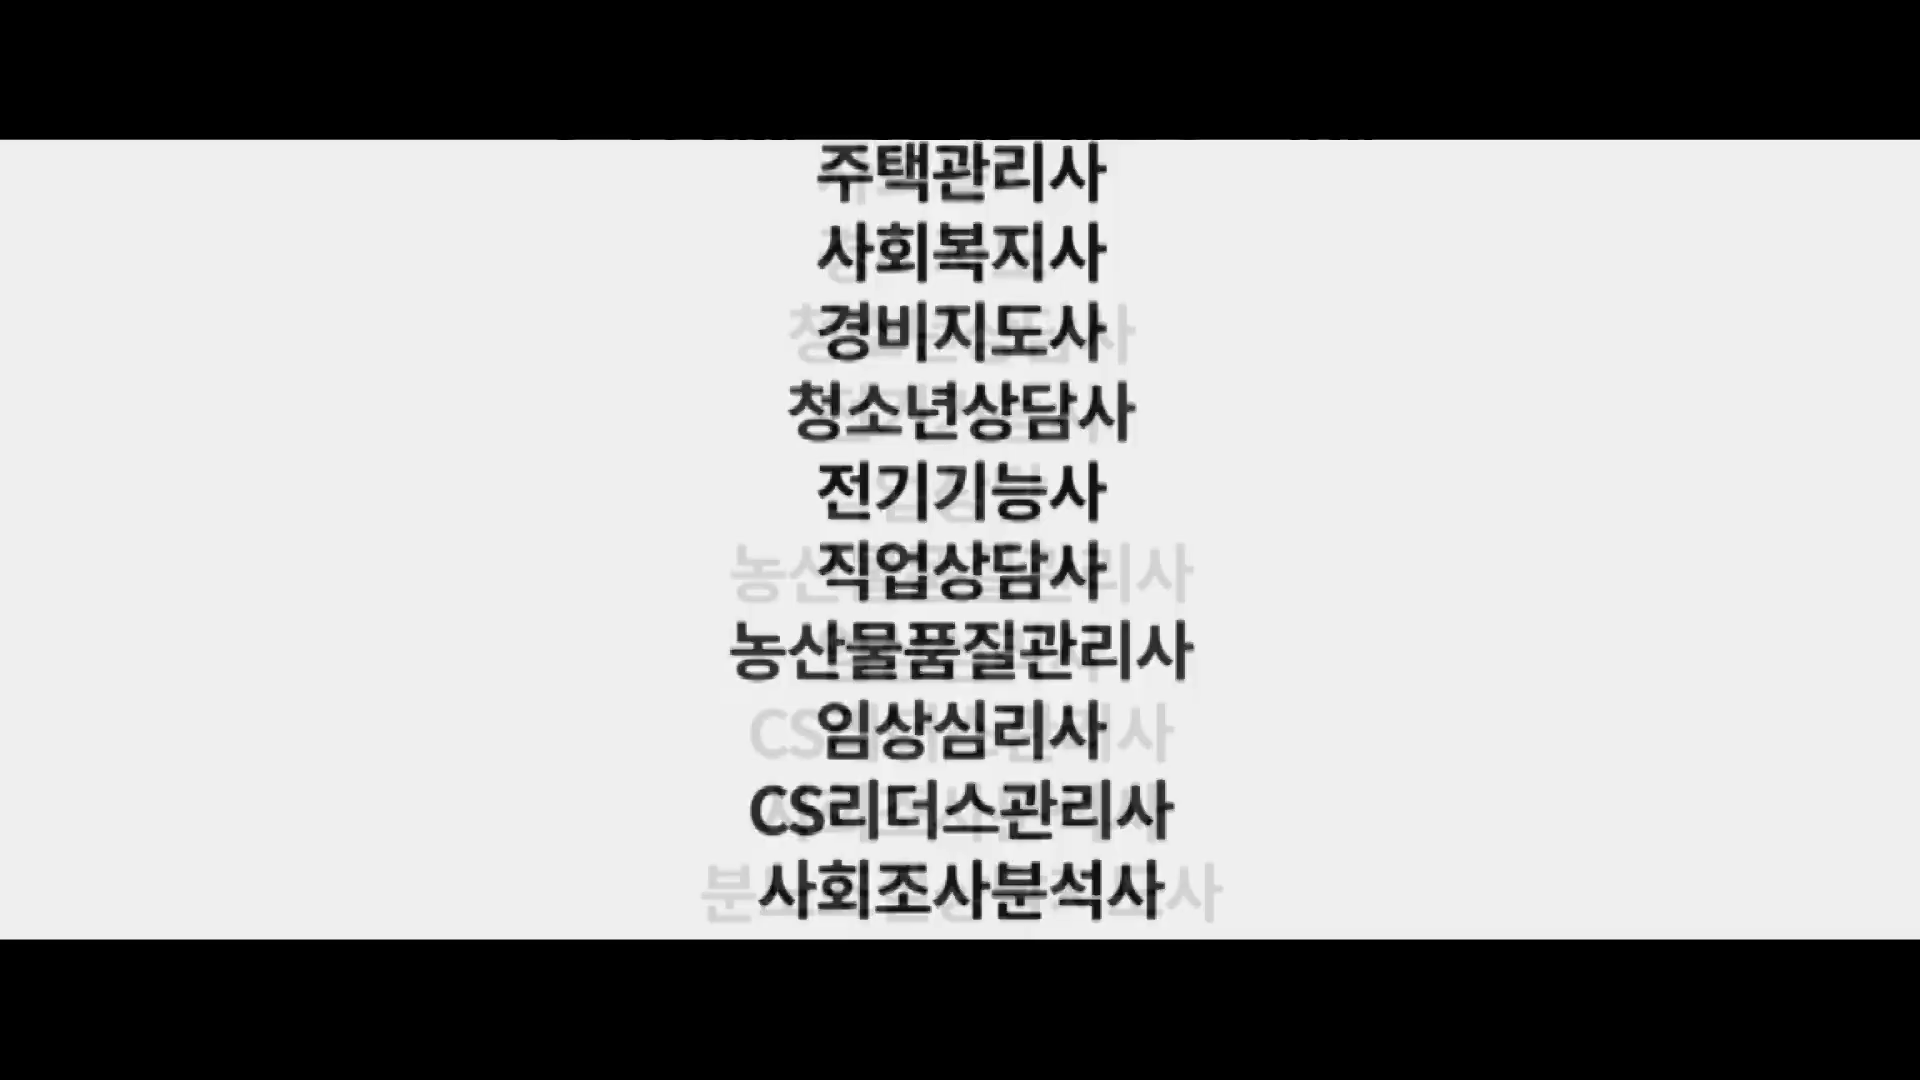 주택관리사
사회복지사
경비지도사
청소년상담사
전기기능사
직업상담사
농산물품질관리사
임상심리사
CS리더스관리사
사회조사분석사